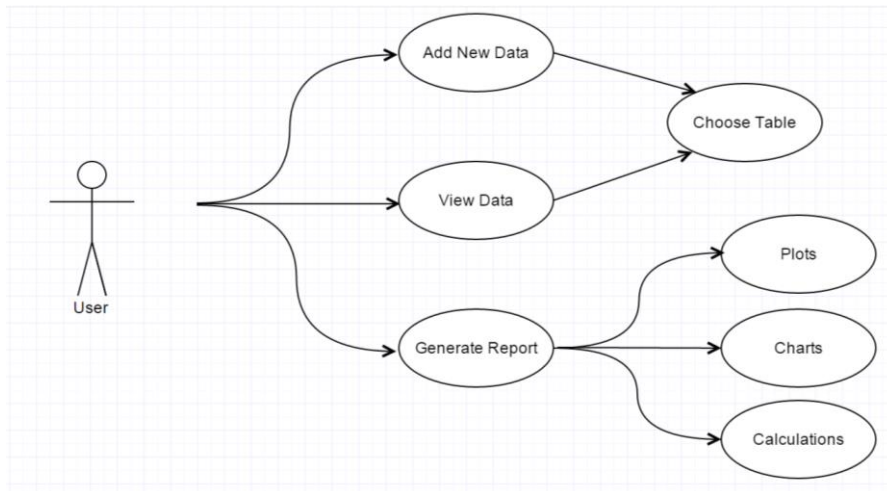 Add New Data
Choose Table
View Data
Plots
User
Generate Report
Charts
Calculations